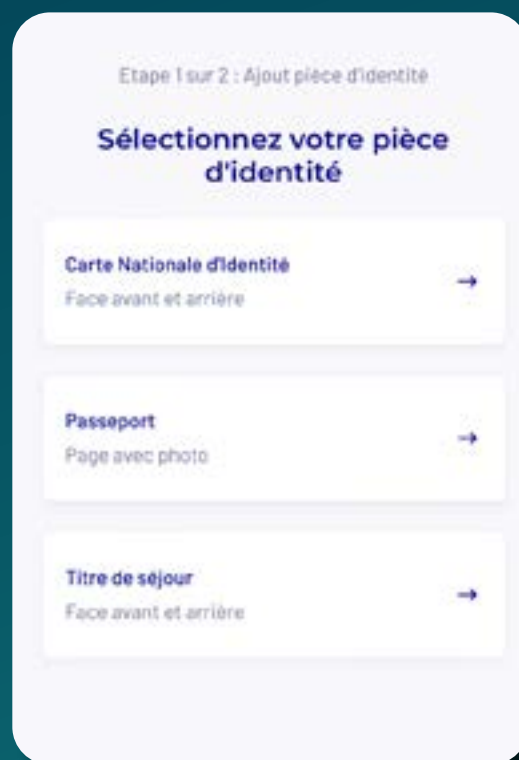 Etape 1 sur 2 : Ajout pièce d'identité
Sélectionnez votre pièce
d'identité
Carte Nationale d'Identité
Face avant et arrière
→
Passeport
Page avec photo
→
Titre de séjour
Face avant et arrière
→